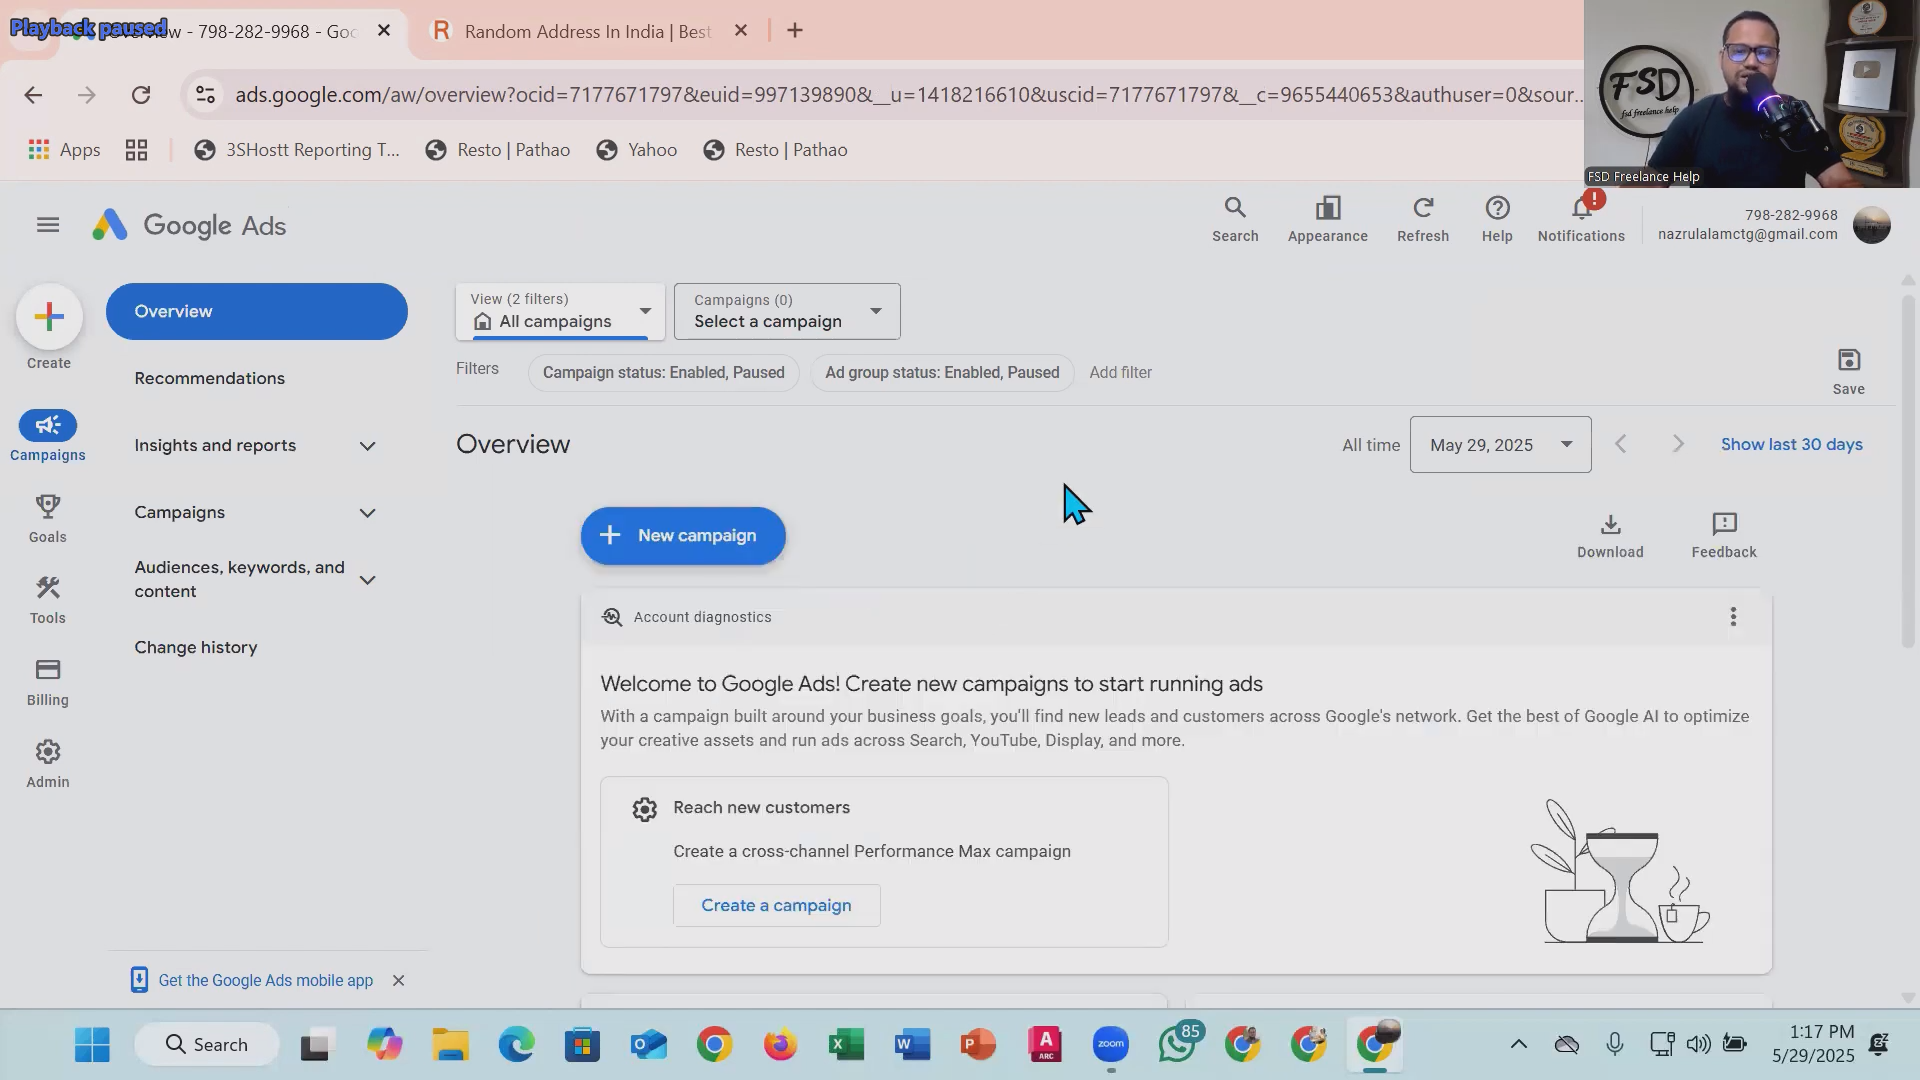 Playback paused
Overview - 798-282-9968 - Goo
Random Address In India | Best
ads.google.com/aw/overview?ocid=7177671797&euid=997139890&__u=1418216610&uscid=7177671797&__c=9655440653&authuser=0&sour...
Apps
3SHostt Reporting T...
Resto | Pathao
Yahoo
Resto | Pathao
FSD
fsd freelance help
FSD Freelance Help
Google Ads
Search
Appearance
Refresh
Help
Notifications
798-282-9968
nazrulalamctg@gmail.com
Create
Campaigns
Goals
Tools
Billing
Admin
Overview
Recommendations
Insights and reports
Campaigns
Audiences, keywords, and
content
Change history
Get the Google Ads mobile app
View (2 filters)
All campaigns
Campaigns (0)
Select a campaign
Filters
Campaign status: Enabled, Paused
Ad group status: Enabled, Paused
Add filter
Save
Overview
All time
May 29, 2025
Show last 30 days
New campaign
Download
Feedback
Account diagnostics
Welcome to Google Ads! Create new campaigns to start running ads
With a campaign built around your business goals, you'll find new leads and customers across Google's network. Get the best of Google AI to optimize
your creative assets and run ads across Search, YouTube, Display, and more.
Reach new customers
Create a cross-channel Performance Max campaign
Create a campaign
Search
zoom
85
1:17 PM
5/29/2025